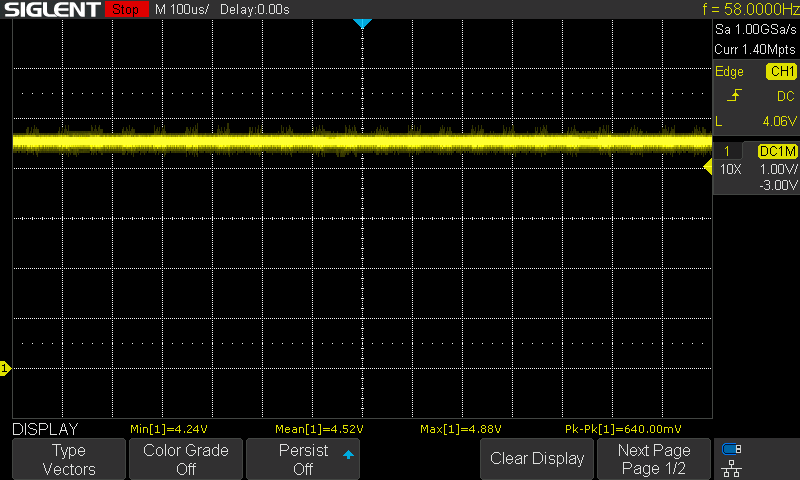 SIGLENT Stop M 100us/ Delay:0.00s f = 58.0000Hz
Sa 1.00GSa/s
Curr 1.40Mpts
Edge CH1
DC
L 4.06V
1 DC1M
10X 1.00V/
-3.00V
1
DISPLAY Min[1]=4.24V Mean[1]=4.52V Max[1]=4.88V Pk-Pk[1]=640.00mV
Type
Vectors
Color Grade
Off
Persist
Off
Clear Display
Next Page
Page 1/2